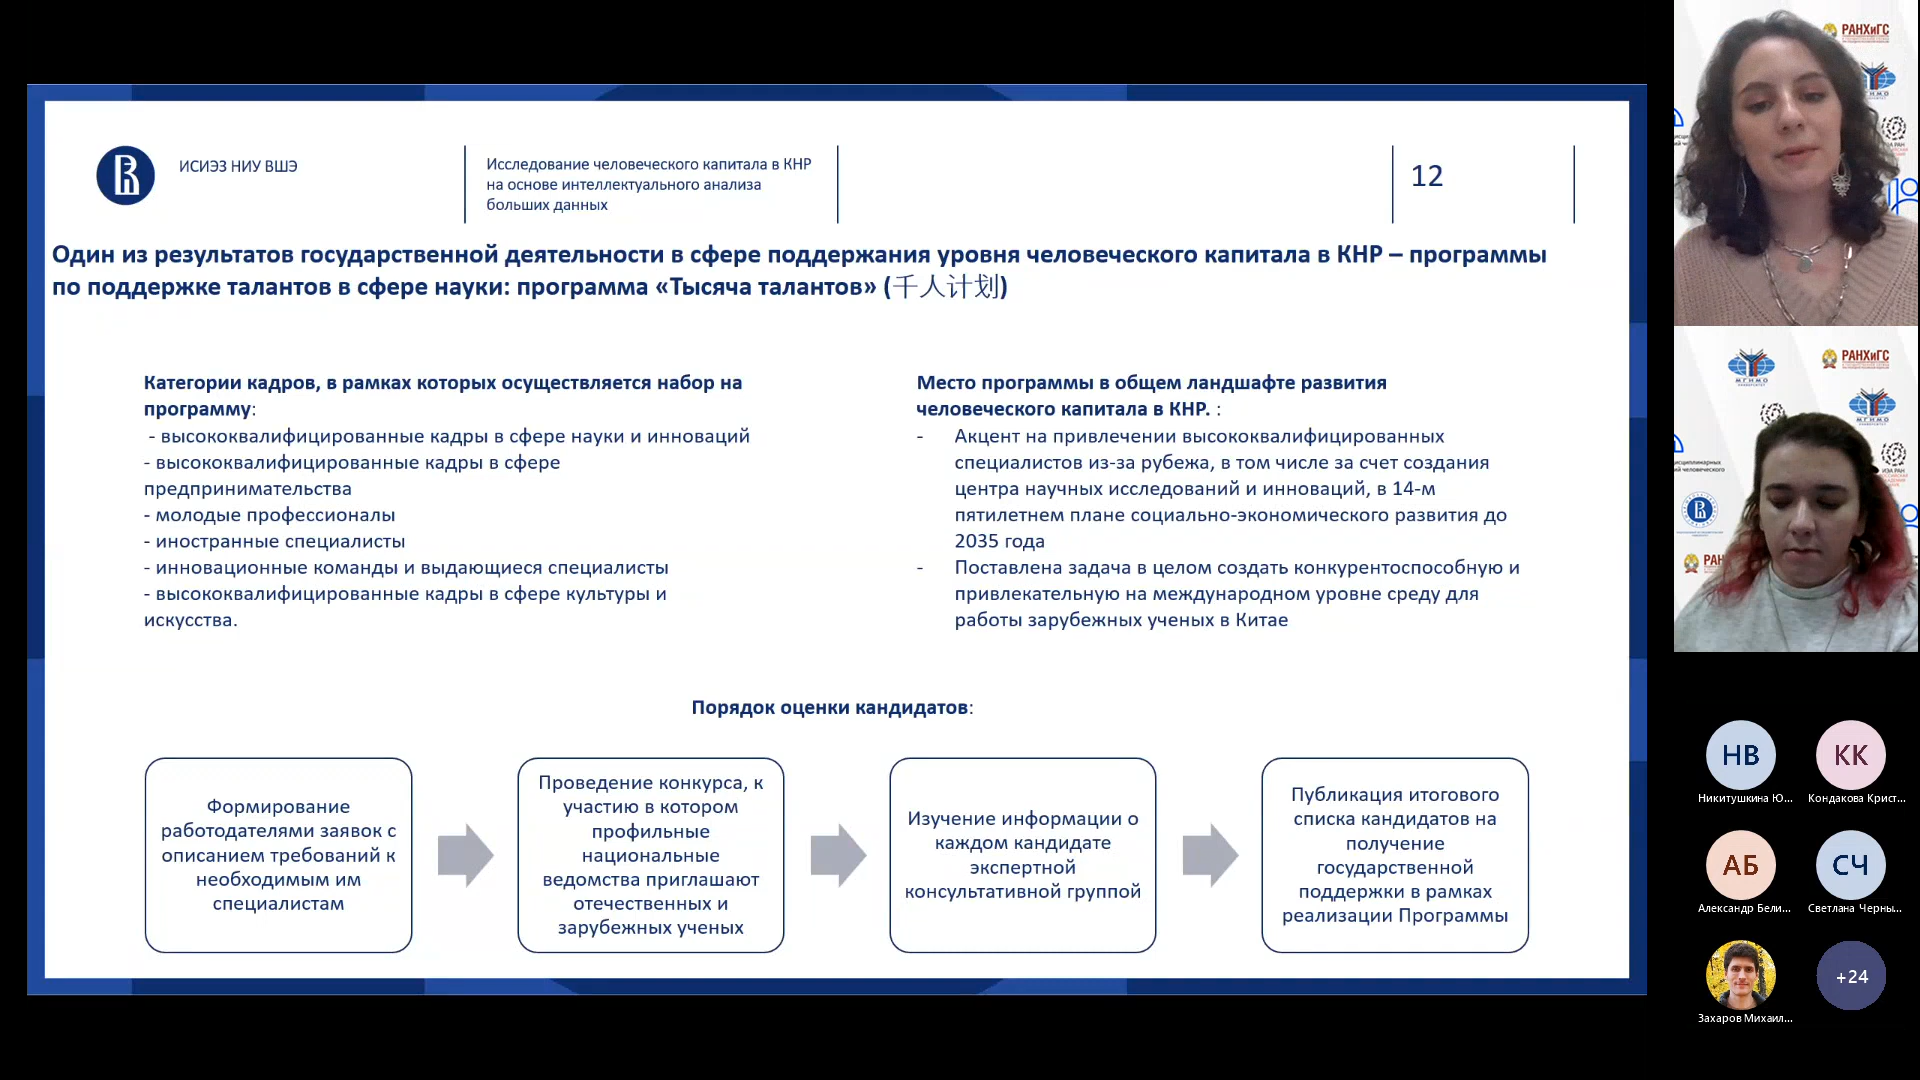 ИСИЭЗ НИУ ВШЭ
Исследование человеческого капитала в КНР
на основе интеллектуального анализа
больших данных
12
Один из результатов государственной деятельности в сфере поддержания уровня человеческого капитала в КНР – программы
по поддержке талантов в сфере науки: программа «Тысяча талантов» (千人计划)
Категории кадров, в рамках которых осуществляется набор на
программу:
- высококвалифицированные кадры в сфере науки и инноваций
- высококвалифицированные кадры в сфере
предпринимательства
- молодые профессионалы
- иностранные специалисты
- инновационные команды и выдающиеся специалисты
- высококвалифицированные кадры в сфере культуры и
искусства.
Место программы в общем ландшафте развития
человеческого капитала в КНР. :
- Акцент на привлечении высококвалифицированных
специалистов из-за рубежа, в том числе за счет создания
центра научных исследований и инноваций, в 14-м
пятилетнем плане социально-экономического развития до
2035 года
- Поставлена задача в целом создать конкурентоспособную и
привлекательную на международном уровне среду для
работы зарубежных ученых в Китае
Порядок оценки кандидатов:
Формирование
работодателями заявок с
описанием требований к
необходимым им
специалистам
Проведение конкурса, к
участию в котором
профильные
национальные
ведомства приглашают
отечественных и
зарубежных ученых
Изучение информации о
каждом кандидате
экспертной
консультативной группой
Публикация итогового
списка кандидатов на
получение
государственной
поддержки в рамках
реализации Программы
РАНХиГС
РАНХиГС
МГИМО
МГИМО
НВ
Никитушкина Ю...
КК
Кондакова Крист...
АБ
Александр Бели...
СЧ
Светлана Черны...
Захаров Михаил...
+24